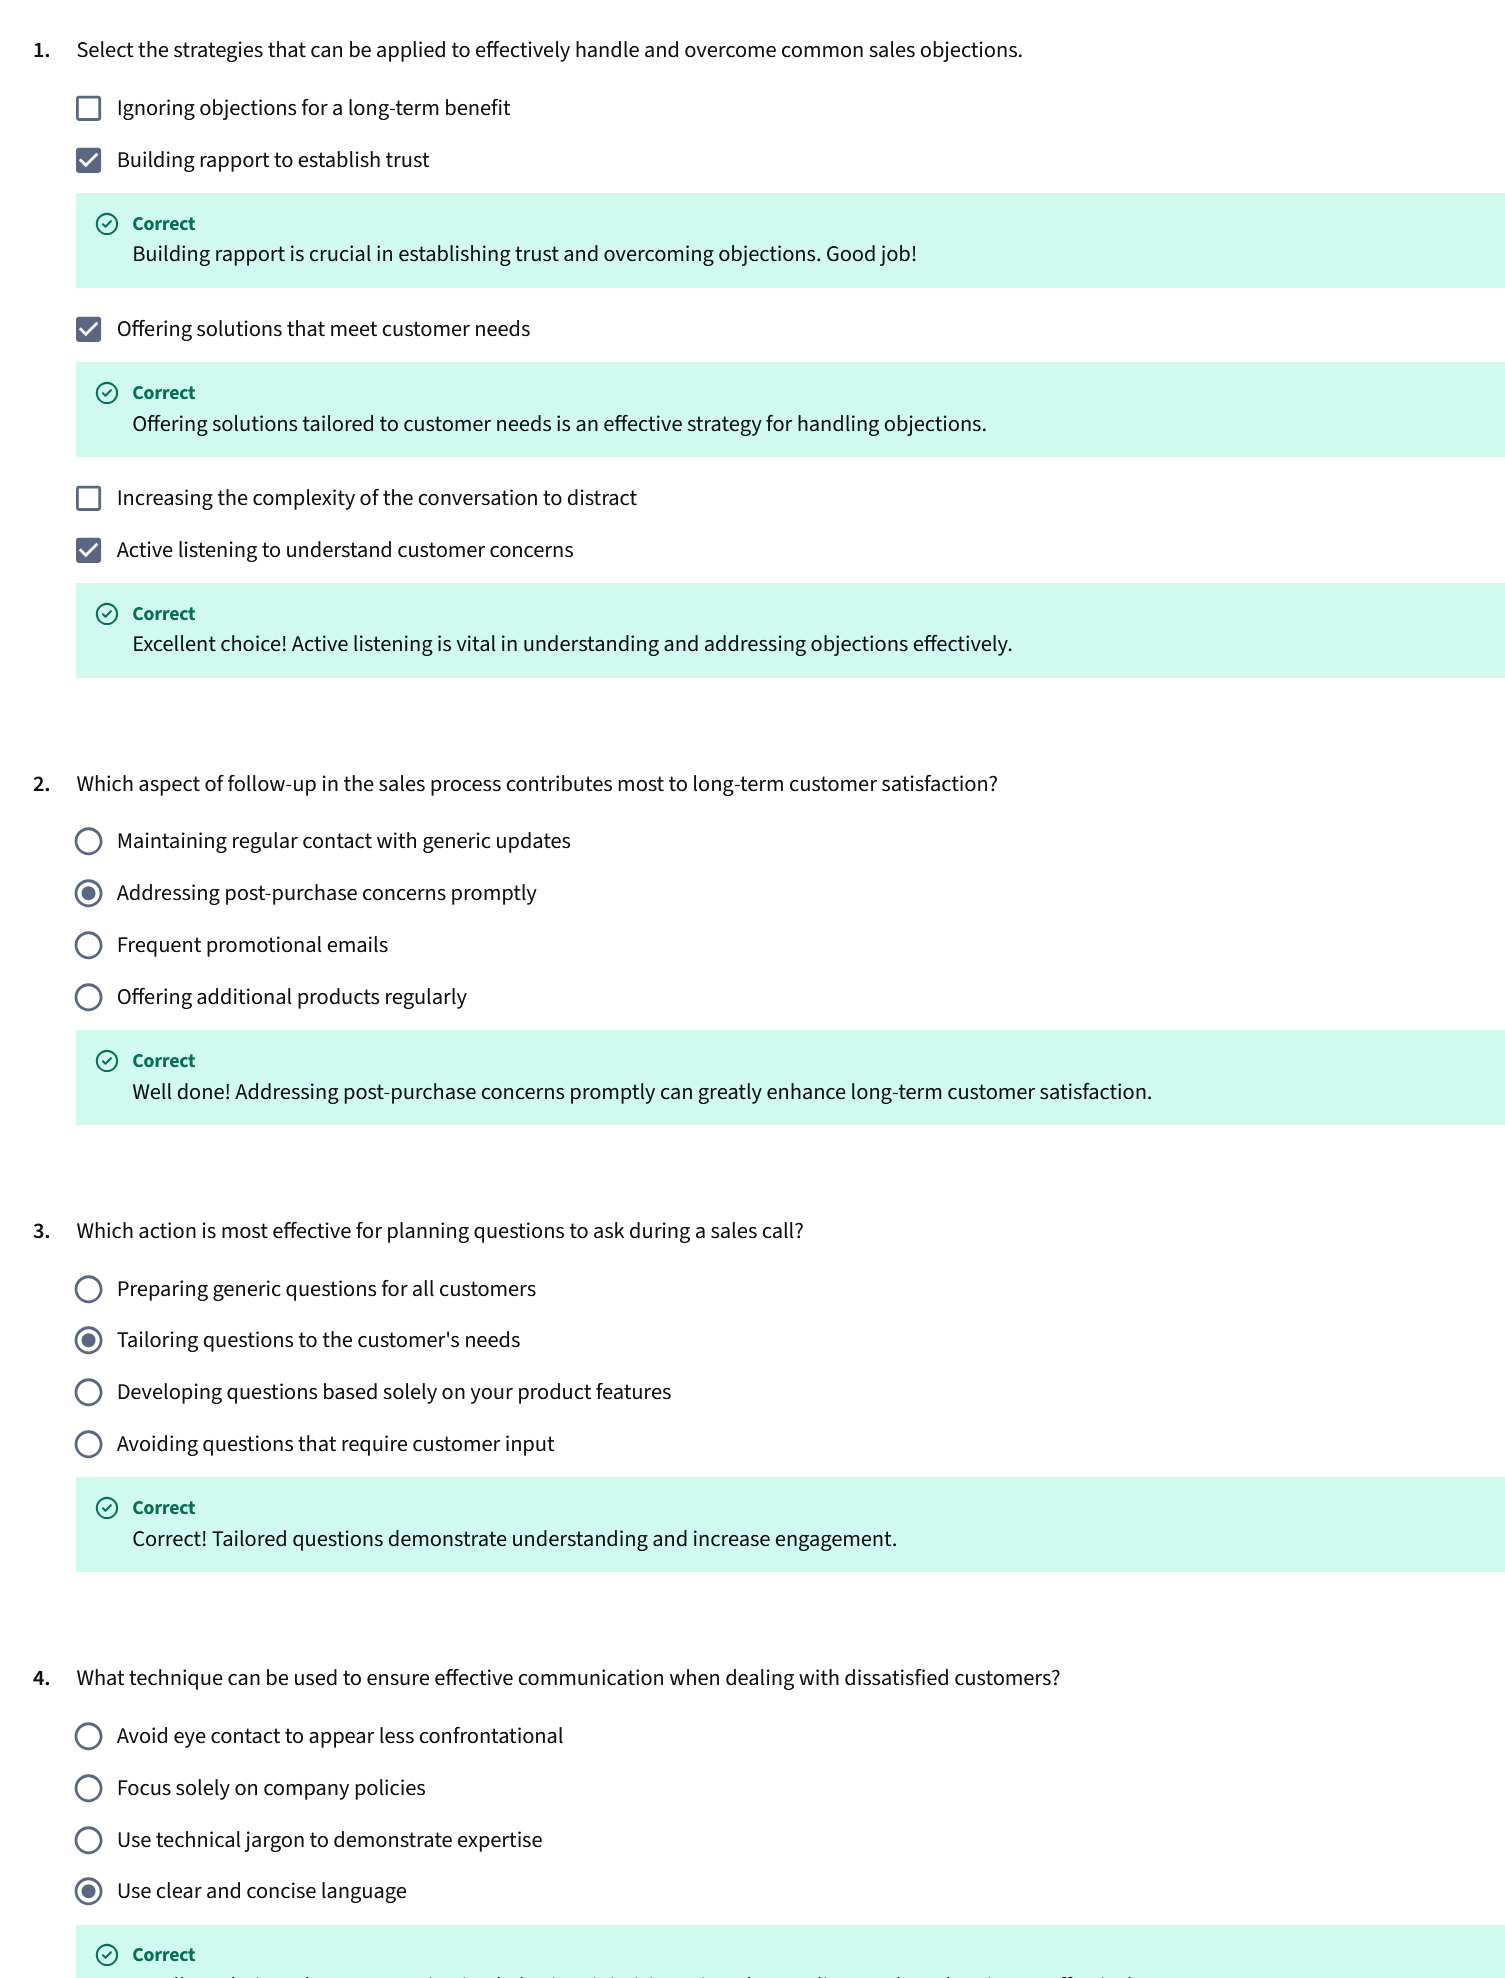 1. Select the strategies that can be applied to effectively handle and overcome common sales objections.
Ignoring objections for a long-term benefit
Building rapport to establish trust
Correct
Building rapport is crucial in establishing trust and overcoming objections. Good job!
Offering solutions that meet customer needs
Correct
Offering solutions tailored to customer needs is an effective strategy for handling objections.
Increasing the complexity of the conversation to distract
Active listening to understand customer concerns
Correct
Excellent choice! Active listening is vital in understanding and addressing objections effectively.
2. Which aspect of follow-up in the sales process contributes most to long-term customer satisfaction?
Maintaining regular contact with generic updates
Addressing post-purchase concerns promptly
Frequent promotional emails
Offering additional products regularly
Correct
Well done! Addressing post-purchase concerns promptly can greatly enhance long-term customer satisfaction.
3. Which action is most effective for planning questions to ask during a sales call?
Preparing generic questions for all customers
Tailoring questions to the customer's needs
Developing questions based solely on your product features
Avoiding questions that require customer input
Correct
Correct! Tailored questions demonstrate understanding and increase engagement.
4. What technique can be used to ensure effective communication when dealing with dissatisfied customers?
Avoid eye contact to appear less confrontational
Focus solely on company policies
Use technical jargon to demonstrate expertise
Use clear and concise language
Correct